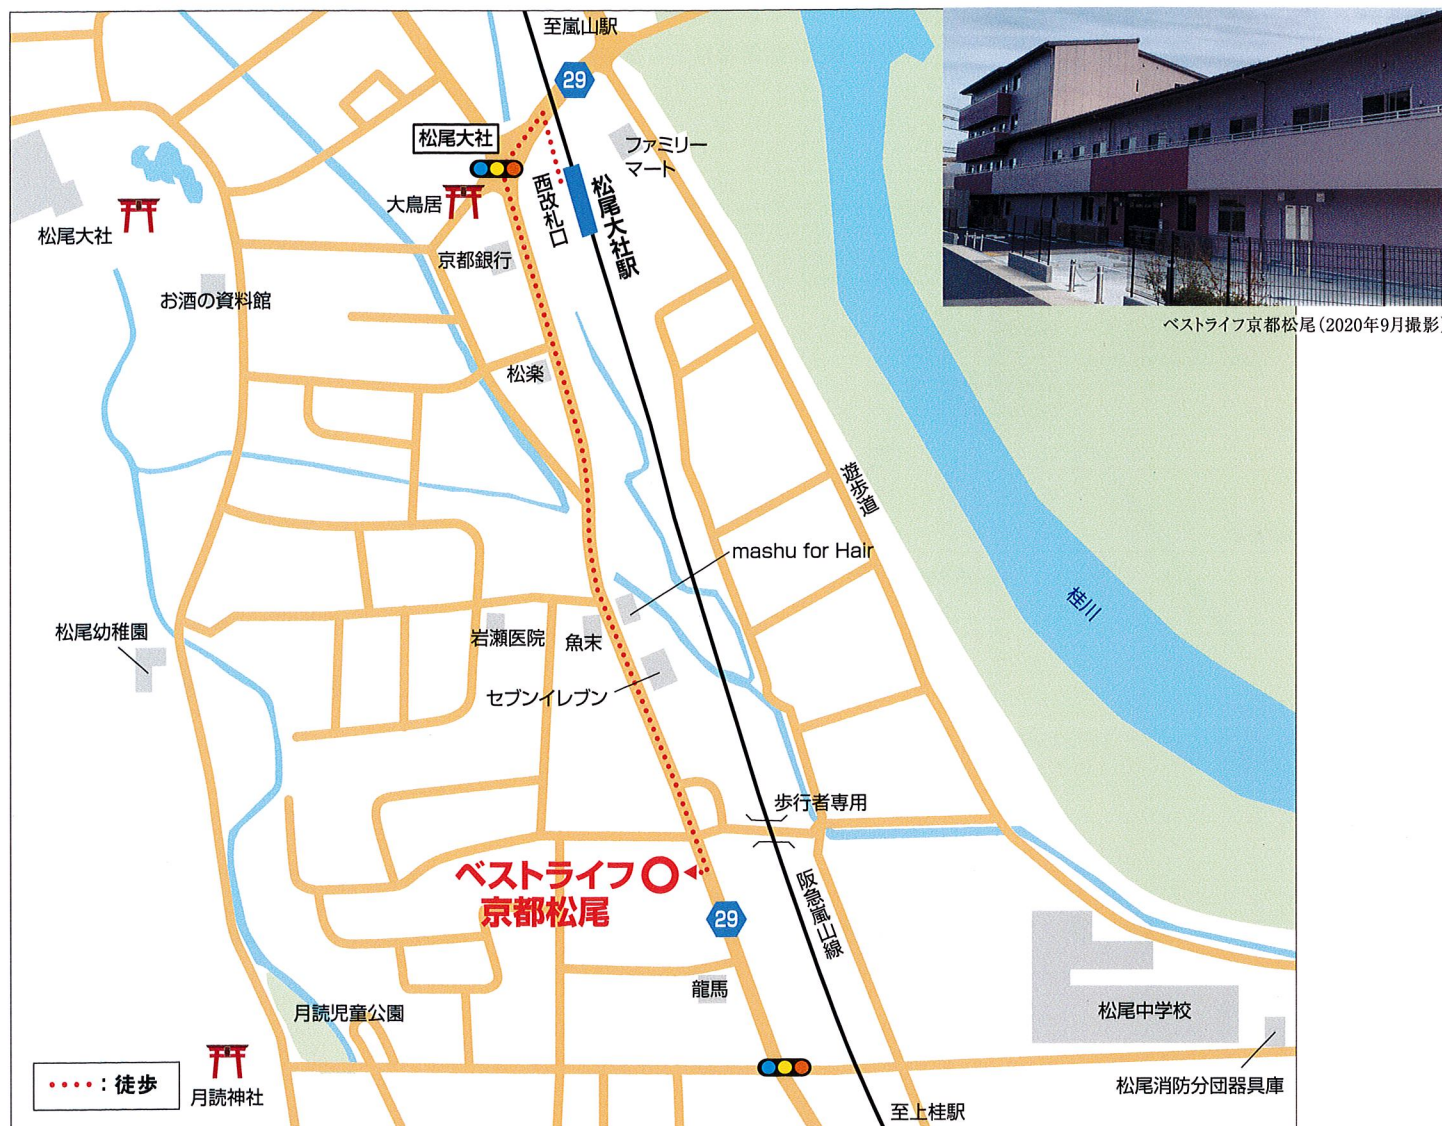 至嵐山駅
29
松尾大社
ファミリー
マート
大鳥居
西改札口
松尾大社駅
松尾大社
京都銀行
お酒の資料館
ベストライフ京都松尾(2020年9月撮影)
松楽
遊歩道
mashu for Hair
桂川
松尾幼稚園
岩瀬医院
魚末
セブンイレブン
歩行者専用
ベストライフ
京都松尾
阪急嵐山線
29
龍馬
月読児童公園
松尾中学校
：徒歩
月読神社
松尾消防分団器具庫
至上桂駅